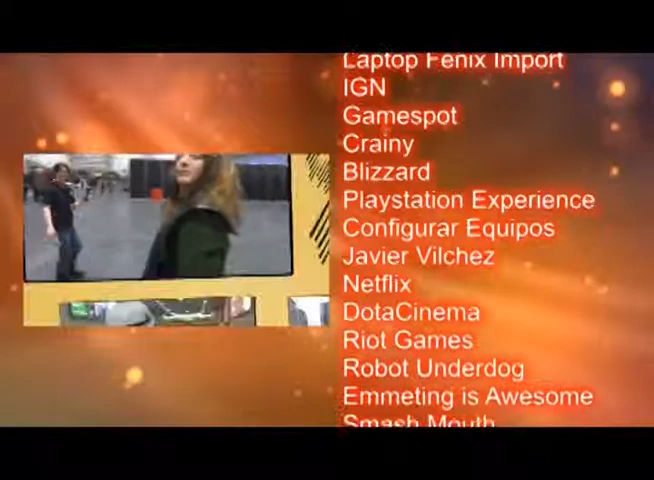 Laptop Fenix Import
IGN
Gamespot
Crainy
Blizzard
Playstation Experience
Configurar Equipos
Javier Vilchez
Netflix
DotaCinema
Riot Games
Robot Underdog
Emmeting is Awesome
Smash Mouth